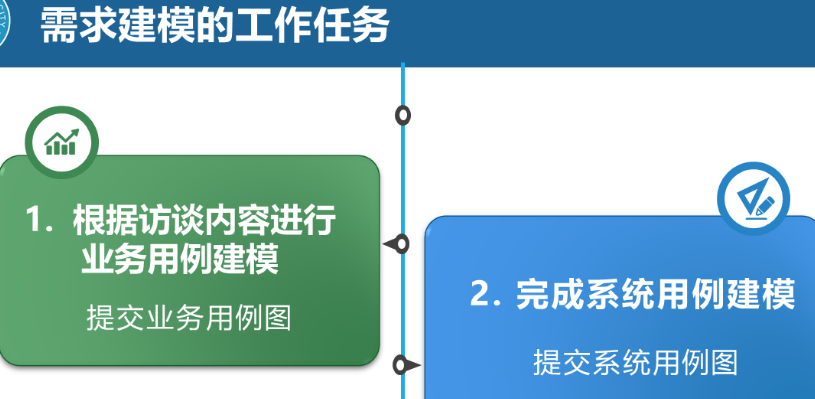 需求建模的工作任务
1. 根据访谈内容进行
业务用例建模
提交业务用例图
2. 完成系统用例建模
提交系统用例图